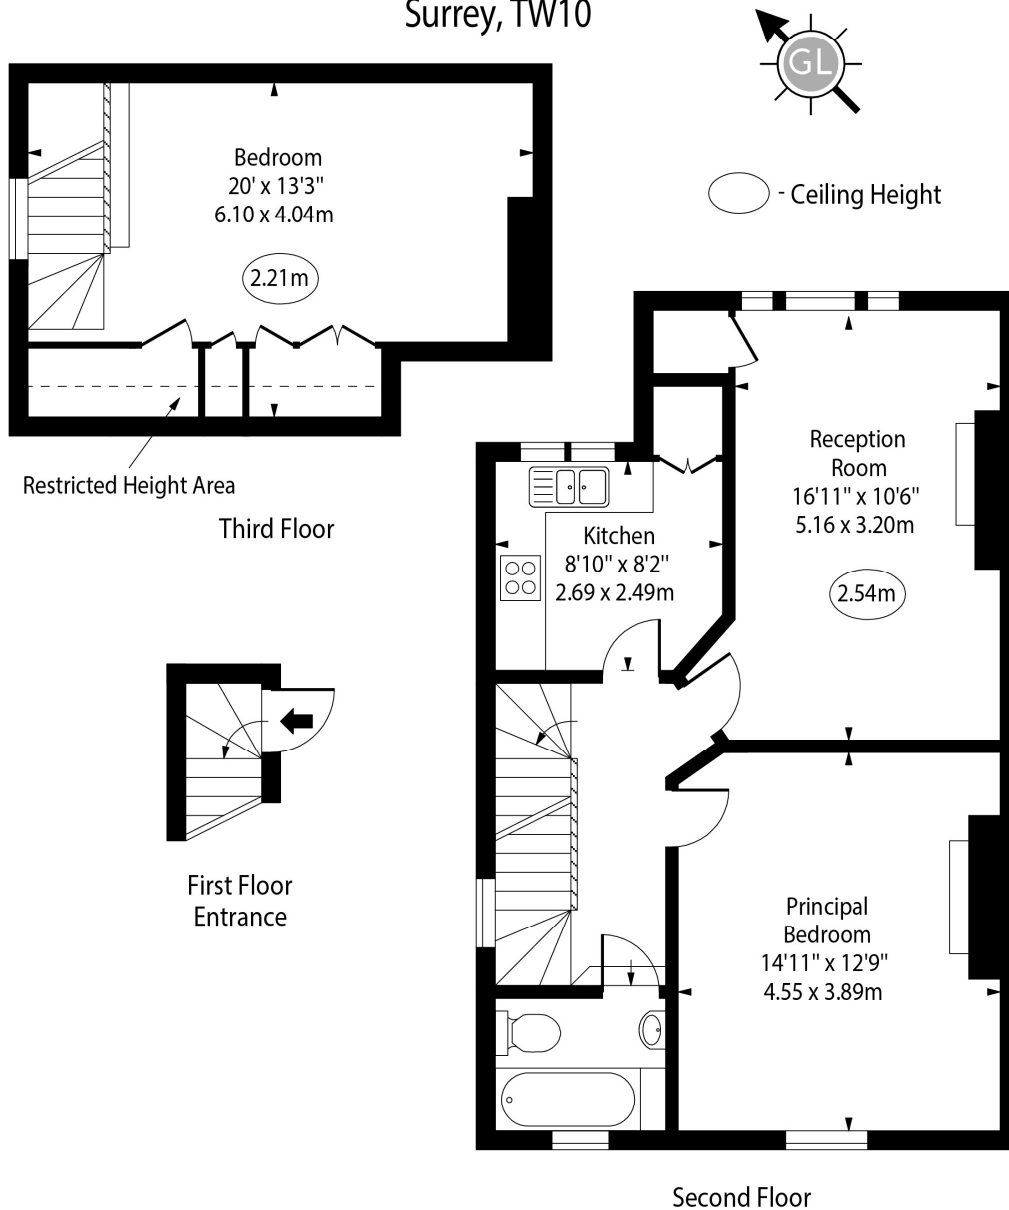 Surrey, TW10
GL
- Ceiling Height
Bedroom
20' x 13'3"
6.10 x 4.04m
2.21m
Restricted Height Area
Third Floor
Reception
Room
16'11" x 10'6"
5.16 x 3.20m
2.54m
Kitchen
8'10" x 8'2"
2.69 x 2.49m
First Floor
Entrance
Principal
Bedroom
14'11" x 12'9"
4.55 x 3.89m
Second Floor